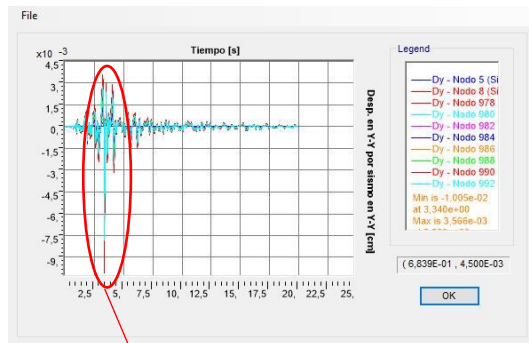 File
x10 -3
Tiempo [s]
4,5
3,
1,5
0,
-1,5
-3,
-4,5
-6,
-7,5
-9,
2,5 5, 7,5 10, 12,5 15, 17,5 20, 22,5 25,
Desp. en Y-Y por sismo en Y-Y [cm]
Legend
Dy - Nodo 5 (Si
Dy - Nodo 8 (Si
Dy - Nodo 978
Dy - Nodo 980
Dy - Nodo 982
Dy - Nodo 984
Dy - Nodo 986
Dy - Nodo 988
Dy - Nodo 990
Dy - Nodo 992
Min is -1,005e-02
at 3,340e+00
Max is 3,566e-03
( 6,839E-01 , 4,500E-03
OK